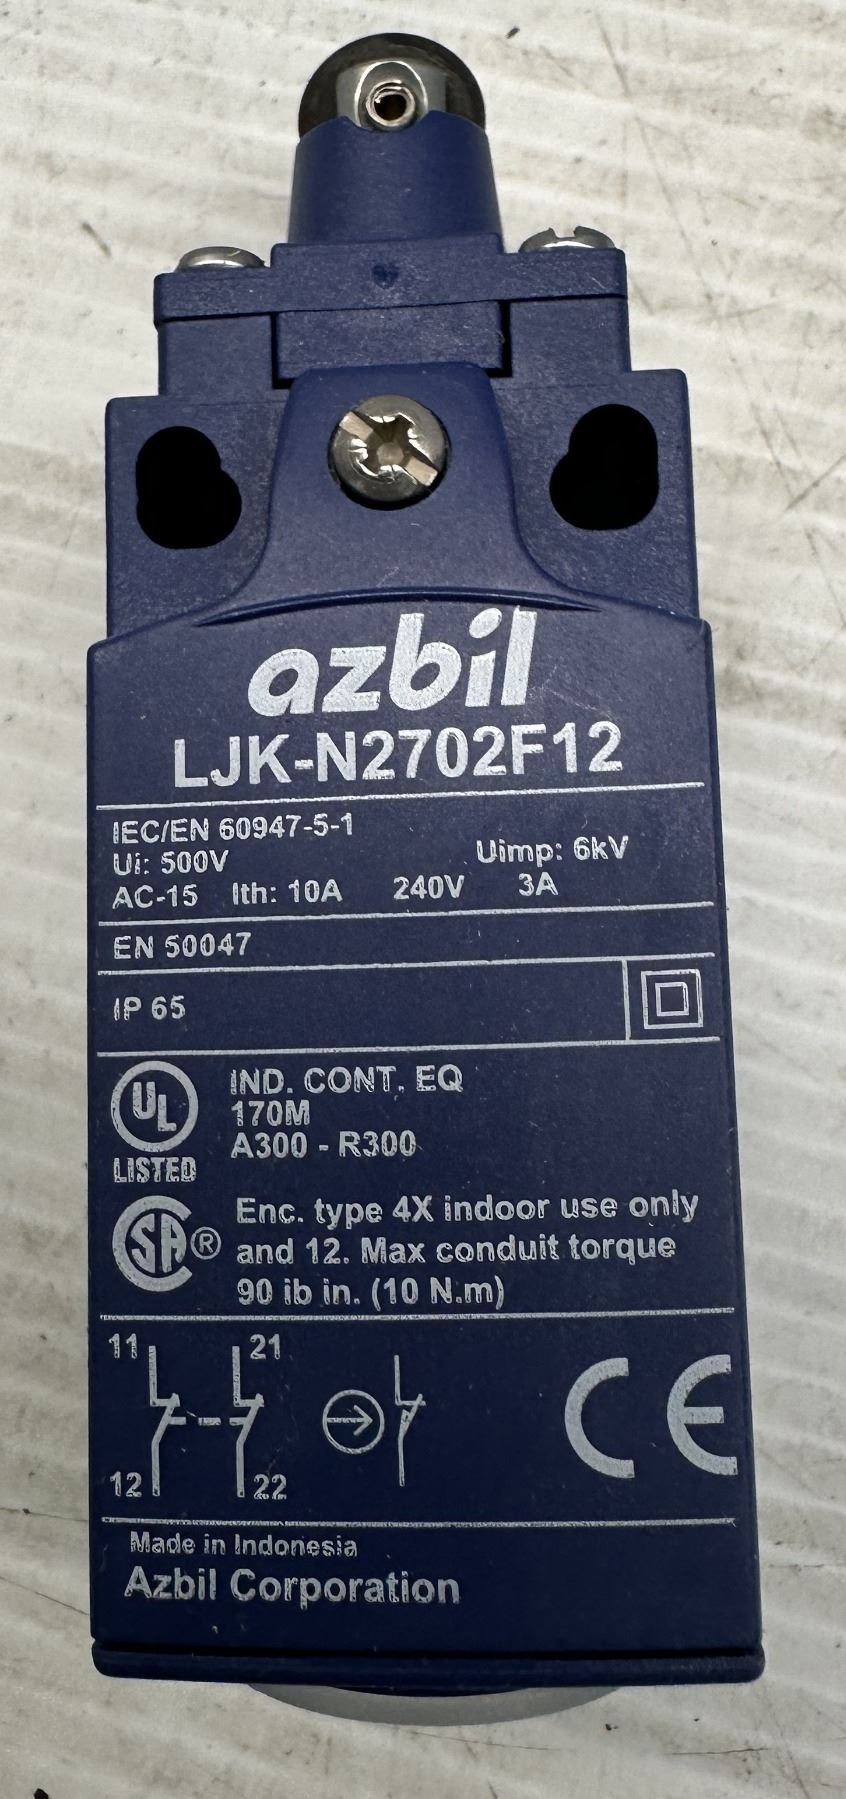 azbil
LJK-N2702F12
IEC/EN 60947-5-1
Ui: 500V Uimp: 6kV
AC-15 Ith: 10A 240V 3A
EN 50047
IP 65
UL LISTED
IND. CONT. EQ
170M
A300 - R300
SA ®
Enc. type 4X indoor use only
and 12. Max conduit torque
90 ib in. (10 N.m)
11 21
12 22
CE
Made in Indonesia
Azbil Corporation